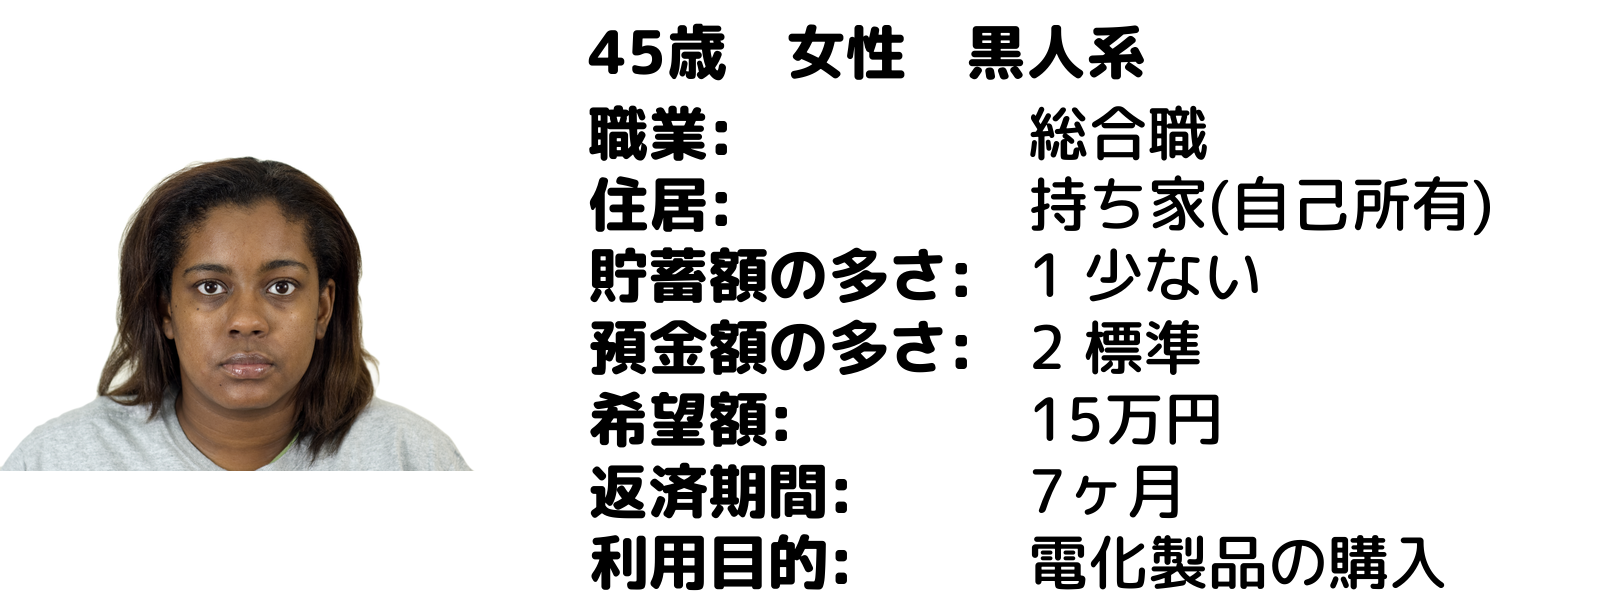 45歳　女性　黒人系
職業: 総合職
住居: 持ち家(自己所有)
貯蓄額の多さ: 1 少ない
預金額の多さ: 2 標準
希望額: 15万円
返済期間: 7ヶ月
利用目的: 電化製品の購入